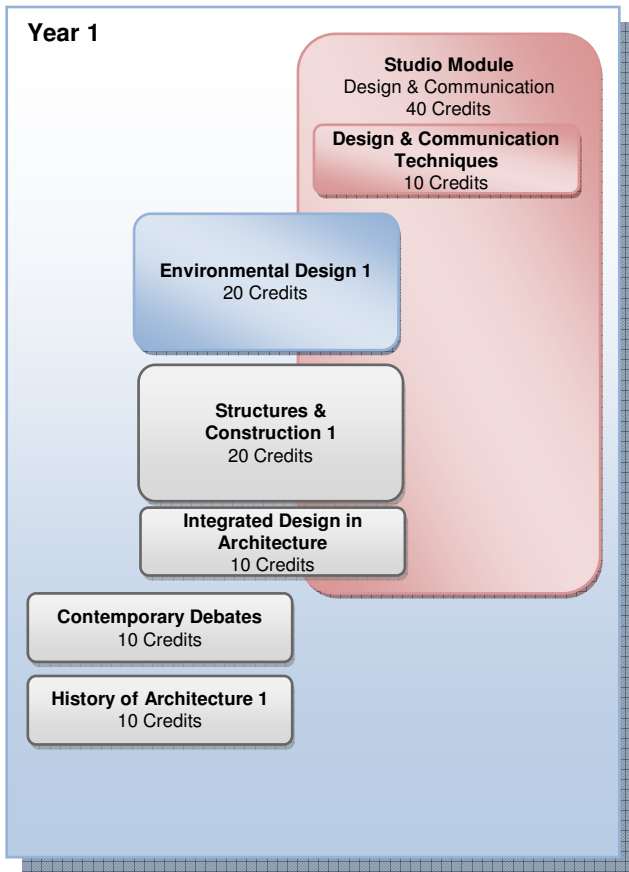 Year 1
Studio Module
Design & Communication
40 Credits
Design & Communication
Techniques
10 Credits
Environmental Design 1
20 Credits
Structures &
Construction 1
20 Credits
Integrated Design in
Architecture
10 Credits
Contemporary Debates
10 Credits
History of Architecture 1
10 Credits